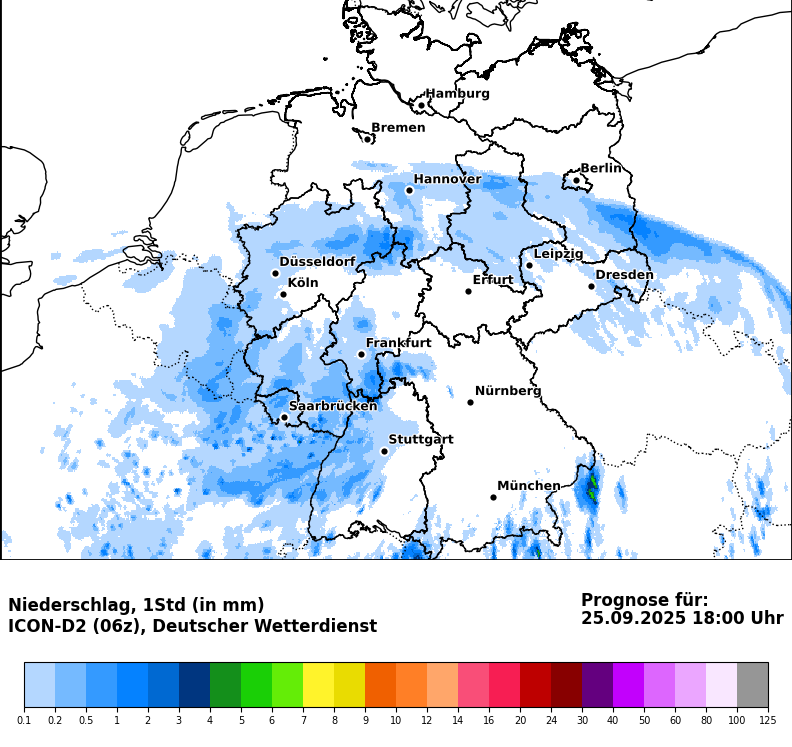 Hamburg
Bremen
Berlin
Hannover
Leipzig
Düsseldorf
Dresden
Köln
Erfurt
Frankfurt
Nürnberg
Saarbrücken
Stuttgart
München
Niederschlag, 1Std (in mm)
ICON-D2 (06z), Deutscher Wetterdienst
Prognose für:
25.09.2025 18:00 Uhr
0.1 0.2 0.5 1 2 3 4 5 6 7 8 9 10 12 14 16 20 24 30 40 50 60 80 100 125